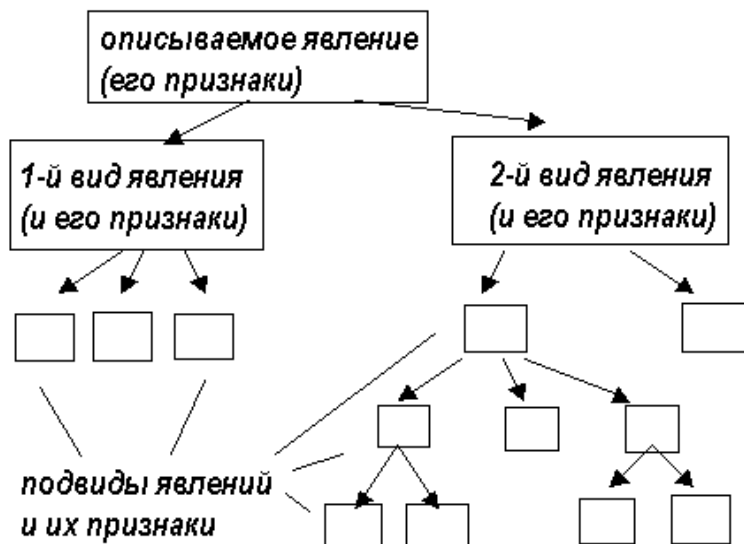 описываемое явление
(его признаки)
1-й вид явления
(и его признаки)
2-й вид явления
(и его признаки)
подвиды явлений
и их признаки